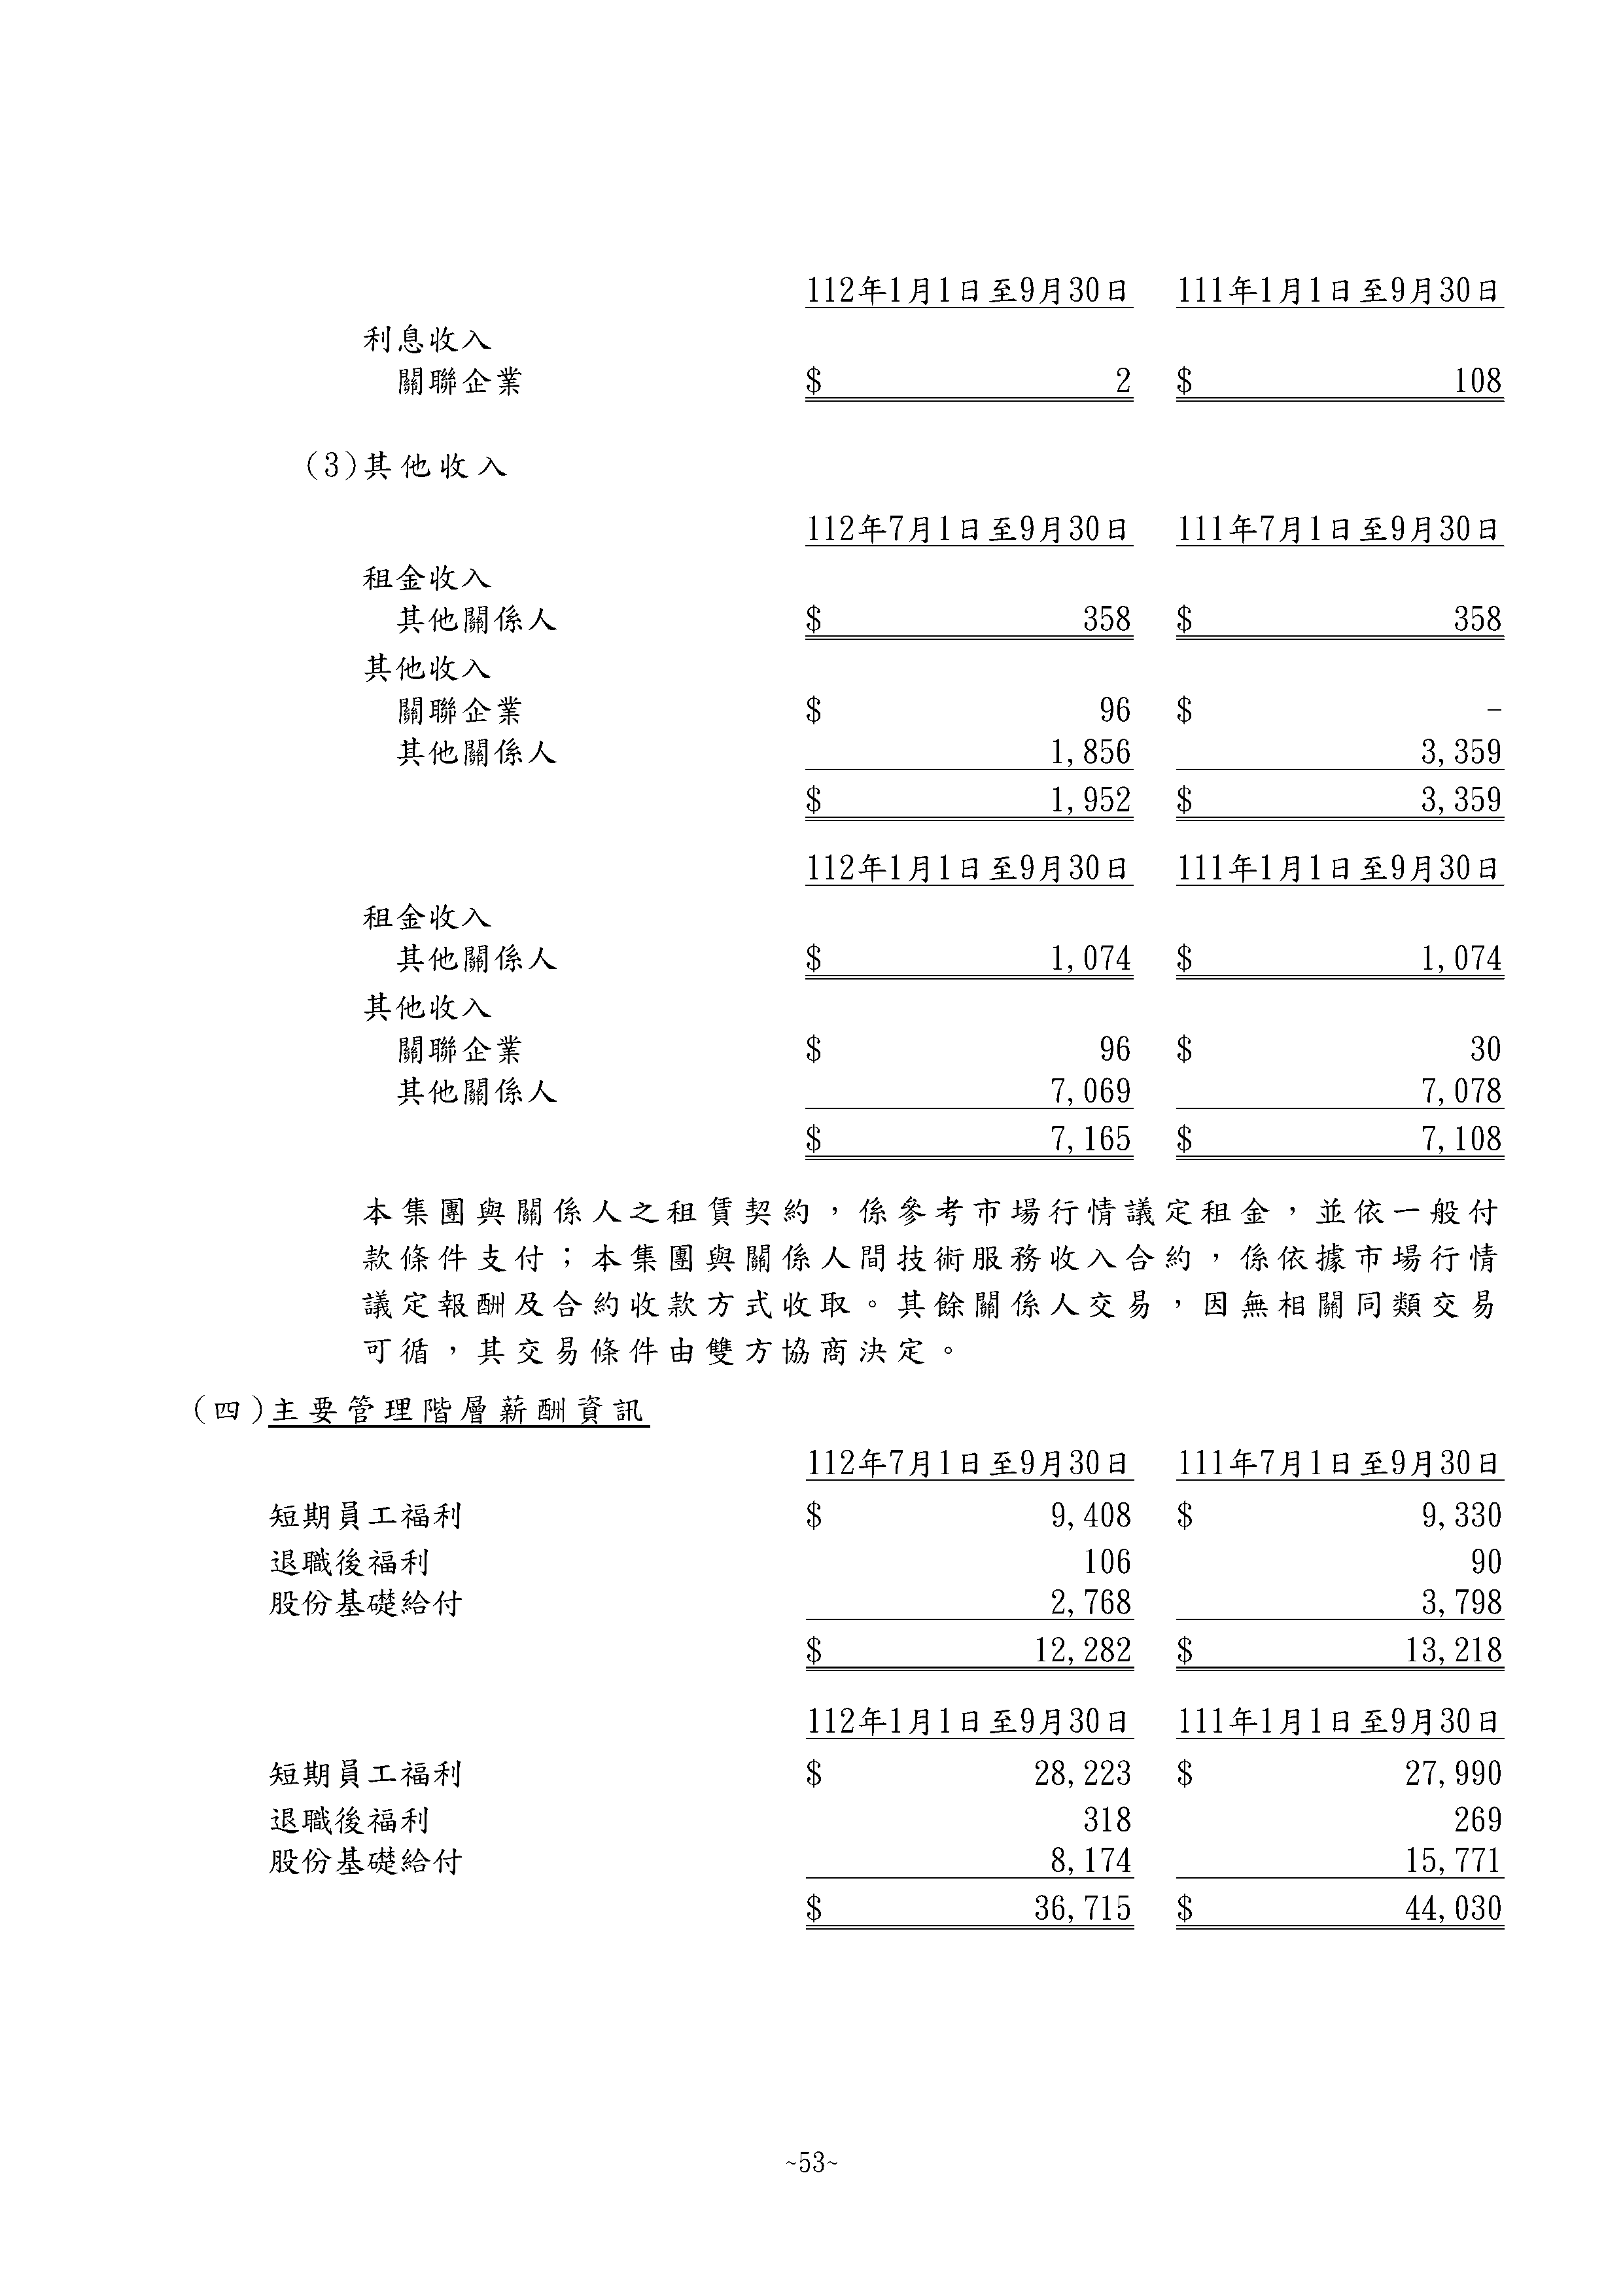 112年1月1日至9月30日 111年1月1日至9月30日
利息收入
關聯企業 $ 2 $ 108
(3)其他收入
112年7月1日至9月30日 111年7月1日至9月30日
租金收入
其他關係人 $ 358 $ 358
其他收入
關聯企業 $ 96 $ -
其他關係人 1,856 3,359
$ 1,952 $ 3,359
112年1月1日至9月30日 111年1月1日至9月30日
租金收入
其他關係人 $ 1,074 $ 1,074
其他收入
關聯企業 $ 96 $ 30
其他關係人 7,069 7,078
$ 7,165 $ 7,108
本集團與關係人之租賃契約，係參考市場行情議定租金，並依一般付
款條件支付；本集團與關係人間技術服務收入合約，係依據市場行情
議定報酬及合約收款方式收取。其餘關係人交易，因無相關同類交易
可循，其交易條件由雙方協商決定。
(四)主要管理階層薪酬資訊
112年7月1日至9月30日 111年7月1日至9月30日
短期員工福利 $ 9,408 $ 9,330
退職後福利 106 90
股份基礎給付 2,768 3,798
$ 12,282 $ 13,218
112年1月1日至9月30日 111年1月1日至9月30日
短期員工福利 $ 28,223 $ 27,990
退職後福利 318 269
股份基礎給付 8,174 15,771
$ 36,715 $ 44,030
~53~